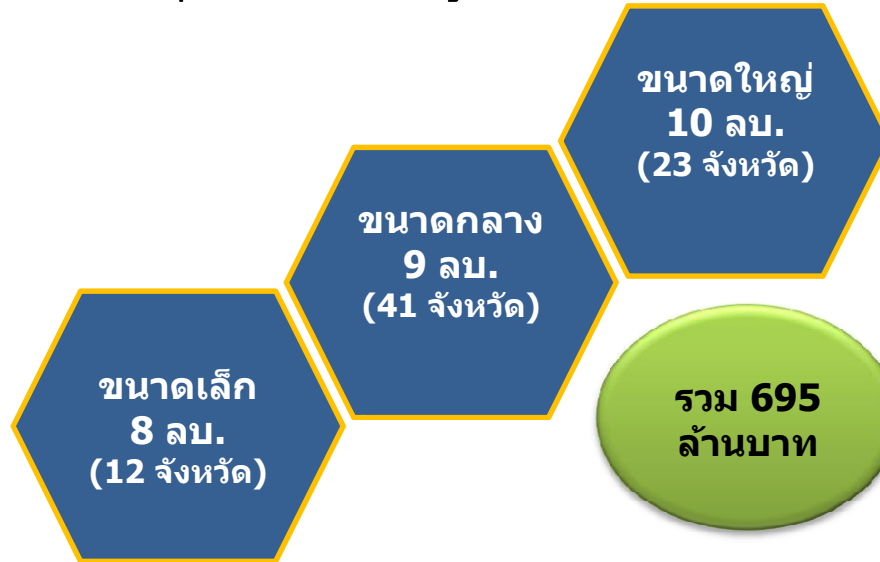 ขนาดใหญ่
10 ลบ.
(23 จังหวัด)
ขนาดกลาง
9 ลบ.
(41 จังหวัด)
ขนาดเล็ก
8 ลบ.
(12 จังหวัด)
รวม 695
ล้านบาท